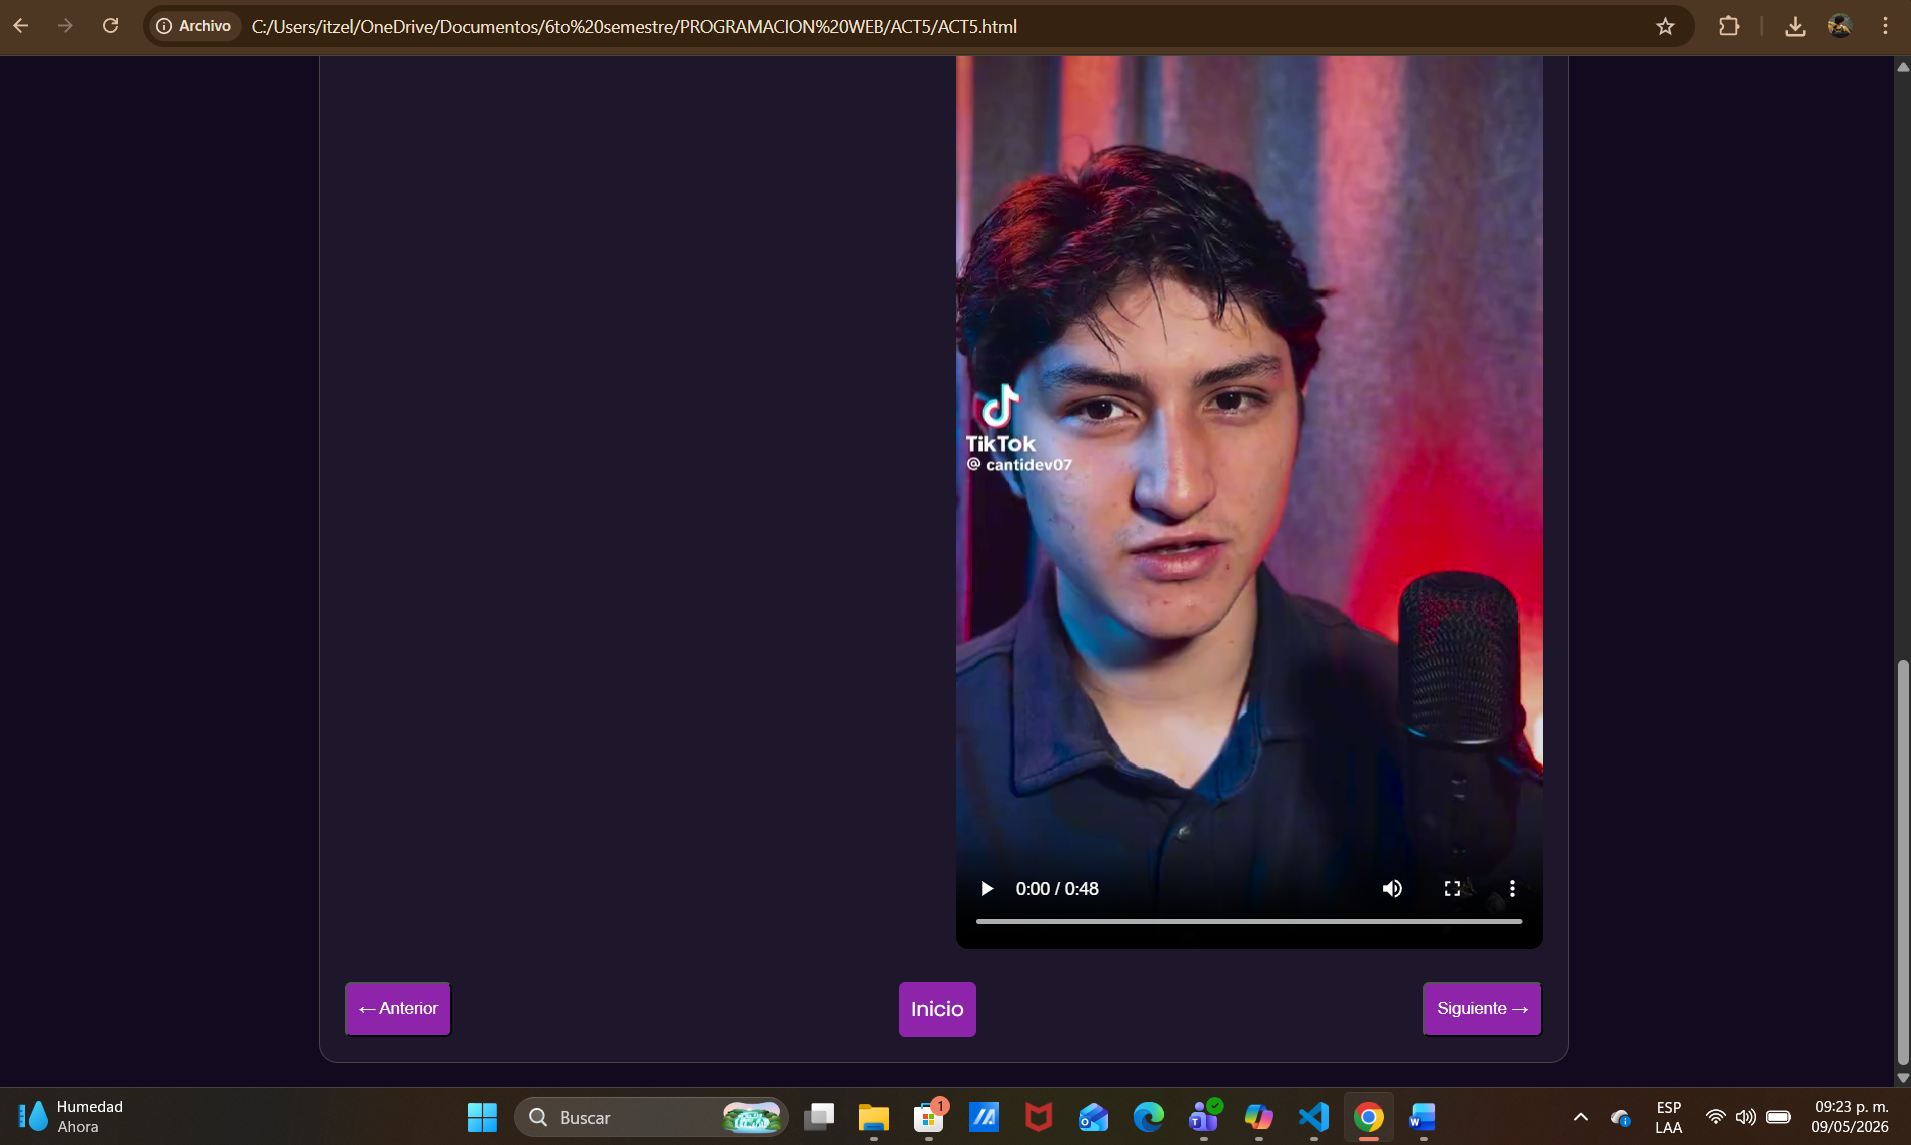 Archivo
C:/Users/itzel/OneDrive/Documentos/6to%20semestre/PROGRAMACION%20WEB/ACT5/ACT5.html
TikTok
@ cantidev07
0:00 / 0:48
← Anterior
Inicio
Siguiente →
Humedad
Ahora
Buscar
1
ESP
LAA
09:23 p. m.
09/05/2026